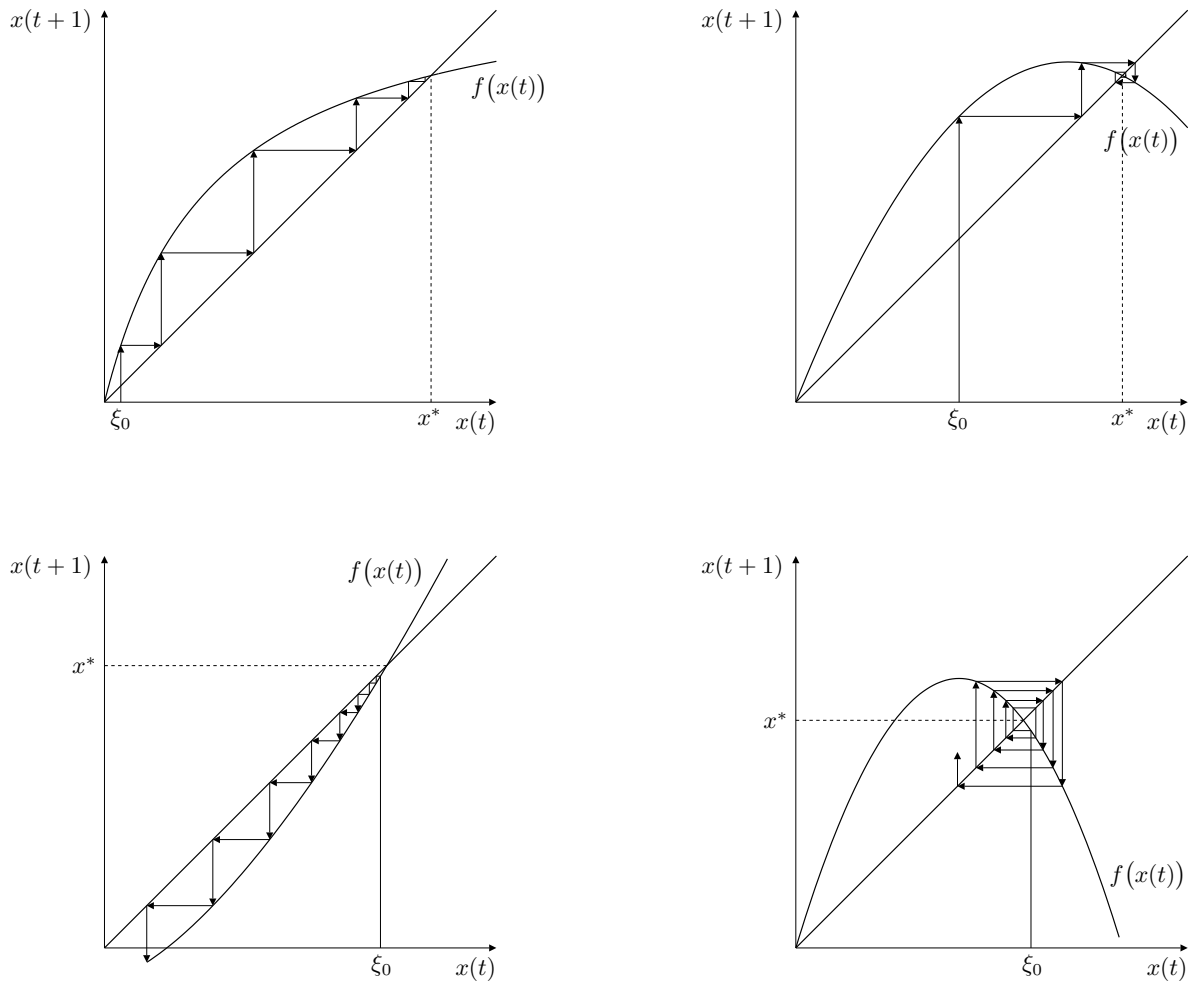 x(t + 1)
f(x(t))
ξ₀
x*
x(t)
x(t + 1)
f(x(t))
ξ₀
x*
x(t)
x(t + 1)
f(x(t))
x*
ξ₀
x(t)
x(t + 1)
x*
f(x(t))
ξ₀
x(t)